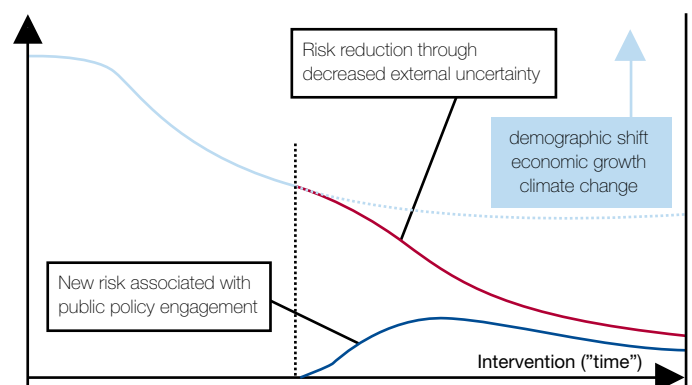 Risk reduction through
decreased external uncertainty
demographic shift
economic growth
climate change
New risk associated with
public policy engagement
Intervention ("time")